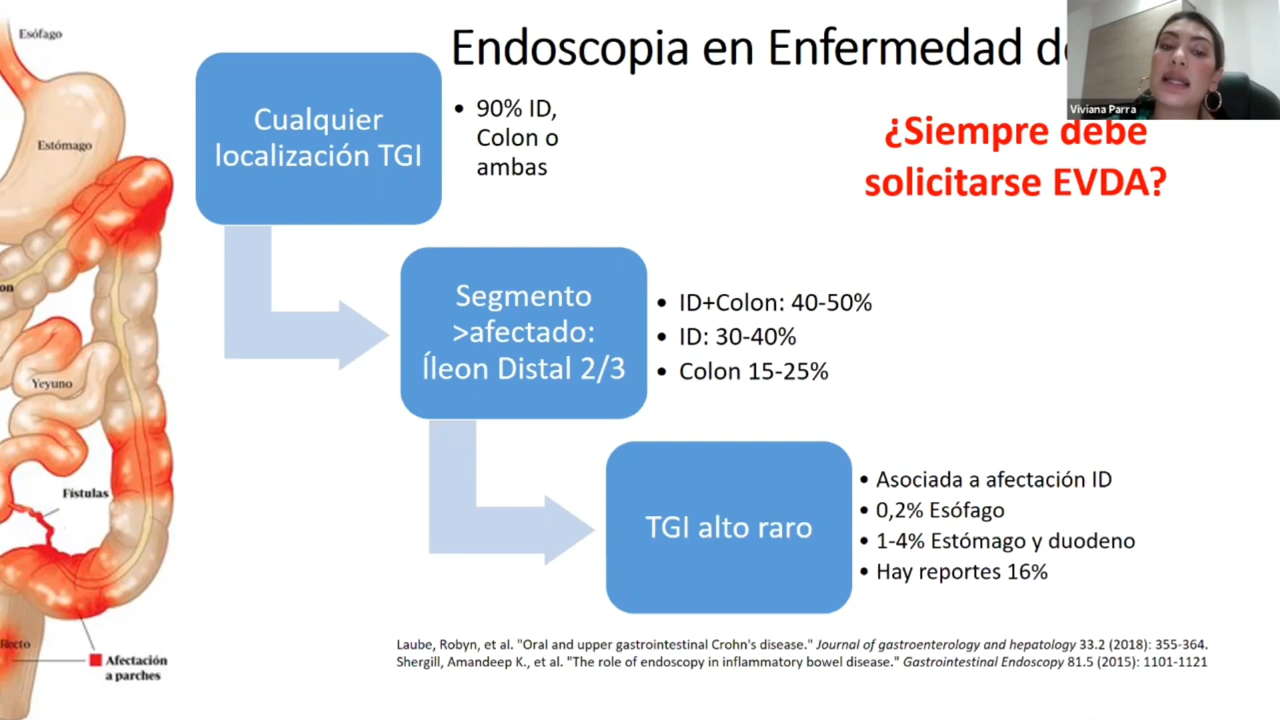 Endoscopia en Enfermedad
Viviana Parra
¿Siempre debe
solicitarse EVDA?
Cualquier
localización TGI
• 90% ID,
Colon o
ambas
Segmento
>afectado:
Íleon Distal 2/3
• ID+Colon: 40-50%
• ID: 30-40%
• Colon 15-25%
TGI alto raro
• Asociada a afectación ID
• 0,2% Esófago
• 1-4% Estómago y duodeno
• Hay reportes 16%
Esófago
Estómago
Yeyuno
Fístulas
Afectación
a parches
Laube, Robyn, et al. "Oral and upper gastrointestinal Crohn's disease." Journal of gastroenterology and hepatology 33.2 (2018): 355-364.
Shergill, Amandeep K., et al. "The role of endoscopy in inflammatory bowel disease." Gastrointestinal Endoscopy 81.5 (2015): 1101-1121